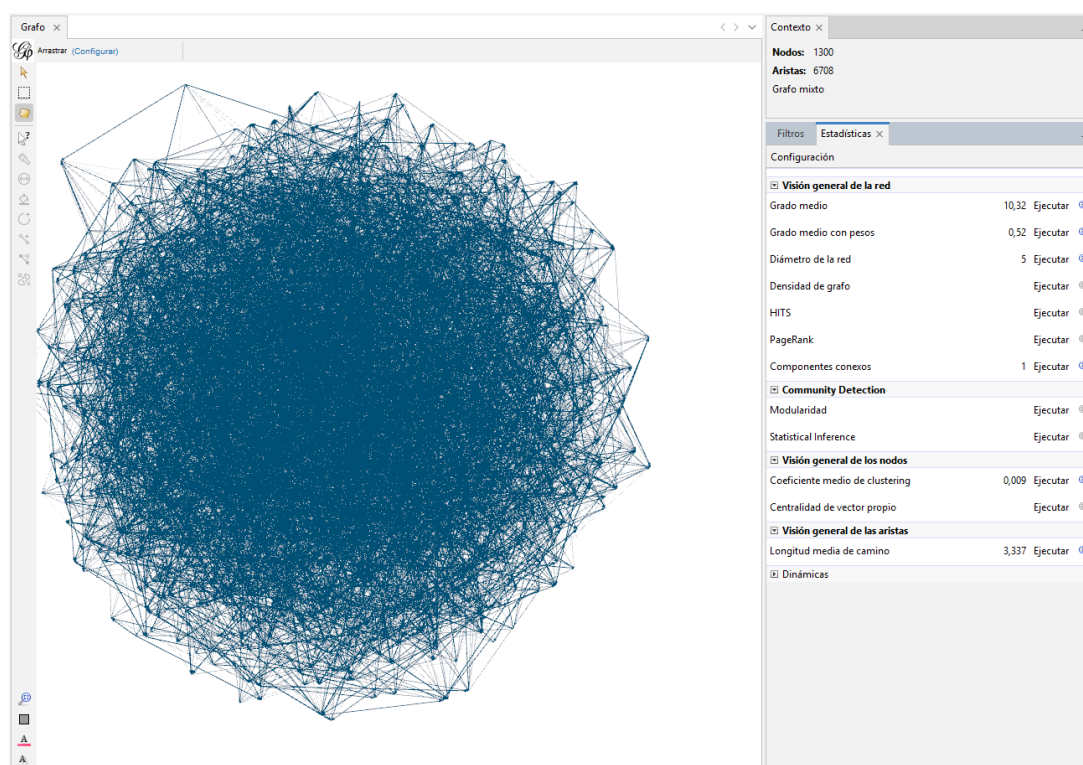 Grafo
Arrastrar (Configurar)
Contexto
Nodos: 1300
Aristas: 6708
Grafo mixto
Filtros Estadísticas
Configuración
Visión general de la red
Grado medio 10,32 Ejecutar
Grado medio con pesos 0,52 Ejecutar
Diámetro de la red 5 Ejecutar
Densidad de grafo Ejecutar
HITS Ejecutar
PageRank Ejecutar
Componentes conexos 1 Ejecutar
Community Detection
Modularidad Ejecutar
Statistical Inference Ejecutar
Visión general de los nodos
Coeficiente medio de clustering 0,009 Ejecutar
Centralidad de vector propio Ejecutar
Visión general de las aristas
Longitud media de camino 3,337 Ejecutar
Dinámicas
A
A